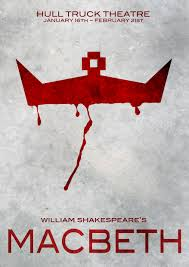 HULL TRUCK THEATRE
JANUARY 16TH - FEBRUARY 21ST.
WILLIAM SHAKESPEARE'S
MACBETH